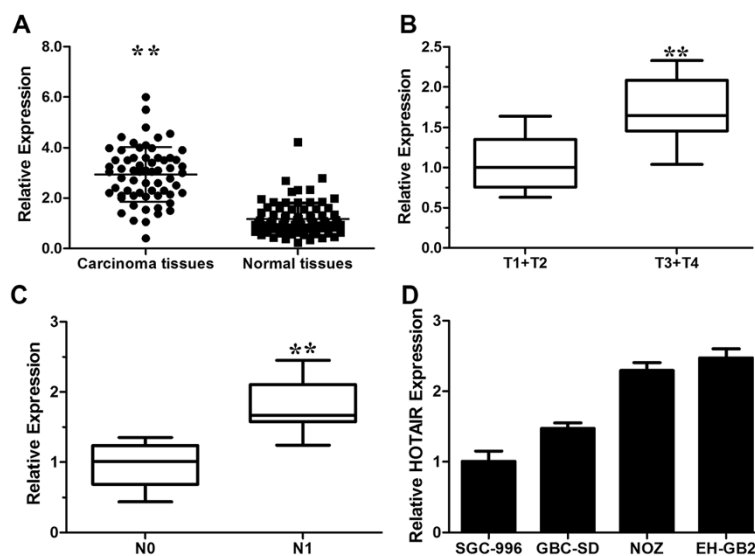 A
Relative Expression
8.0
6.0
4.0
2.0
0.0
**
Carcinoma tissues
Normal tissues
B
Relative Expression
2.5
2.0
1.5
1.0
0.5
0.0
**
T1+T2
T3+T4
C
Relative Expression
3
2
1
0
**
N0
N1
D
Relative HOTAIR Expression
3
2
1
0
SGC-996
GBC-SD
NOZ
EH-GB2